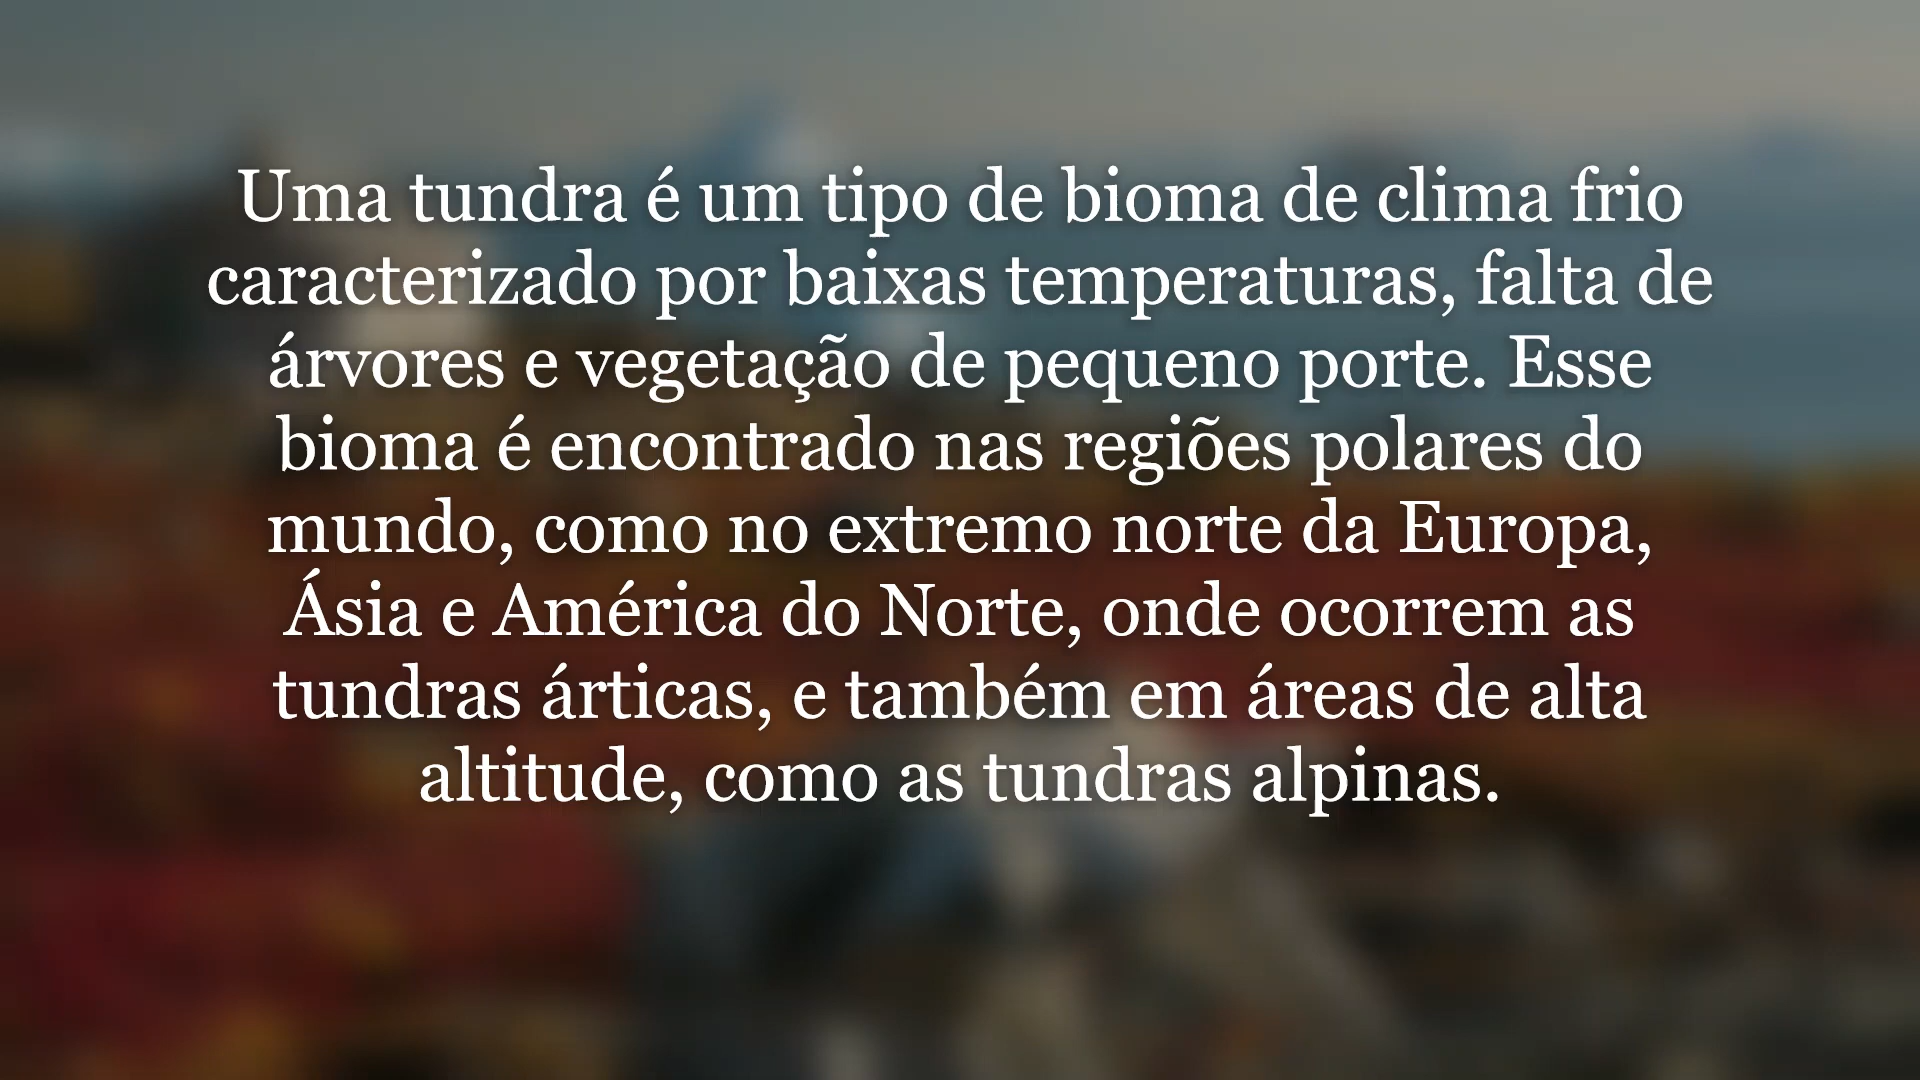 Uma tundra é um tipo de bioma de clima frio
caracterizado por baixas temperaturas, falta de
árvores e vegetação de pequeno porte. Esse
bioma é encontrado nas regiões polares do
mundo, como no extremo norte da Europa,
Ásia e América do Norte, onde ocorrem as
tundras árticas, e também em áreas de alta
altitude, como as tundras alpinas.